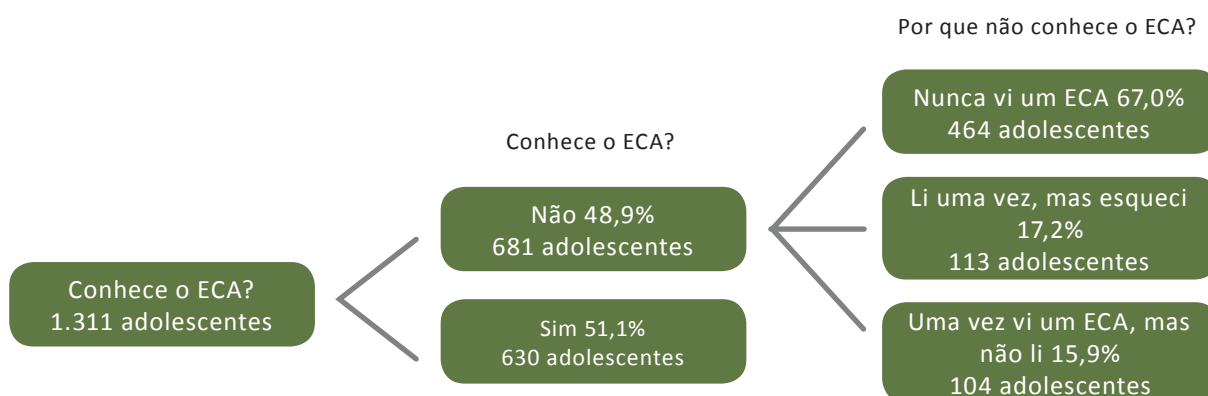 Por que não conhece o ECA?
Nunca vi um ECA 67,0%
464 adolescentes
Conhece o ECA?
Não 48,9%
681 adolescentes
Li uma vez, mas esqueci
17,2%
113 adolescentes
Conhece o ECA?
1.311 adolescentes
Sim 51,1%
630 adolescentes
Uma vez vi um ECA, mas
não li 15,9%
104 adolescentes